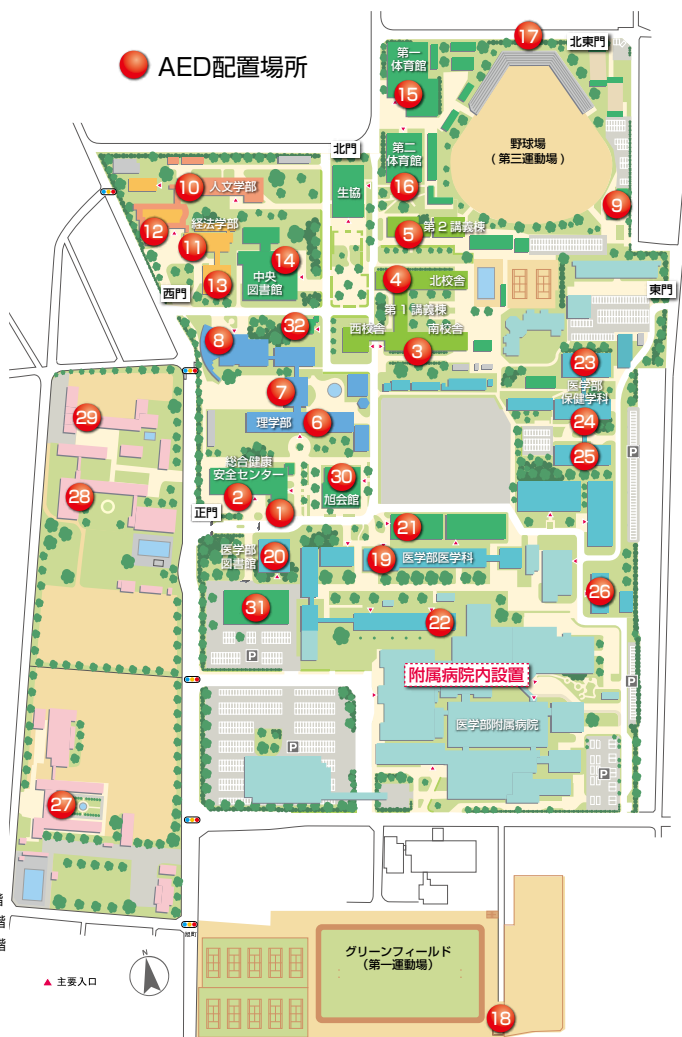 AED配置場所
17
北東門
第一
体育館
15
野球場
(第三運動場)
北門
第二
体育館
10
人文学部
生協
16
9
12
経法学部
11
5
第2講義棟
14
中央
図書館
13
4
北校舎
西門
東門
第1講義棟
32
8
西校舎
南校舎
3
23
医学部
保健学科
7
29
6
理学部
24
25
P
総合健康
安全センター
28
2
30
旭会館
正門
1
21
医学部
図書館
20
19
医学部医学科
26
31
22
P
附属病院内設置
P
医学部附属病院
P
P
27
階
階
階
N
主要入口
グリーンフィールド
(第一運動場)
18